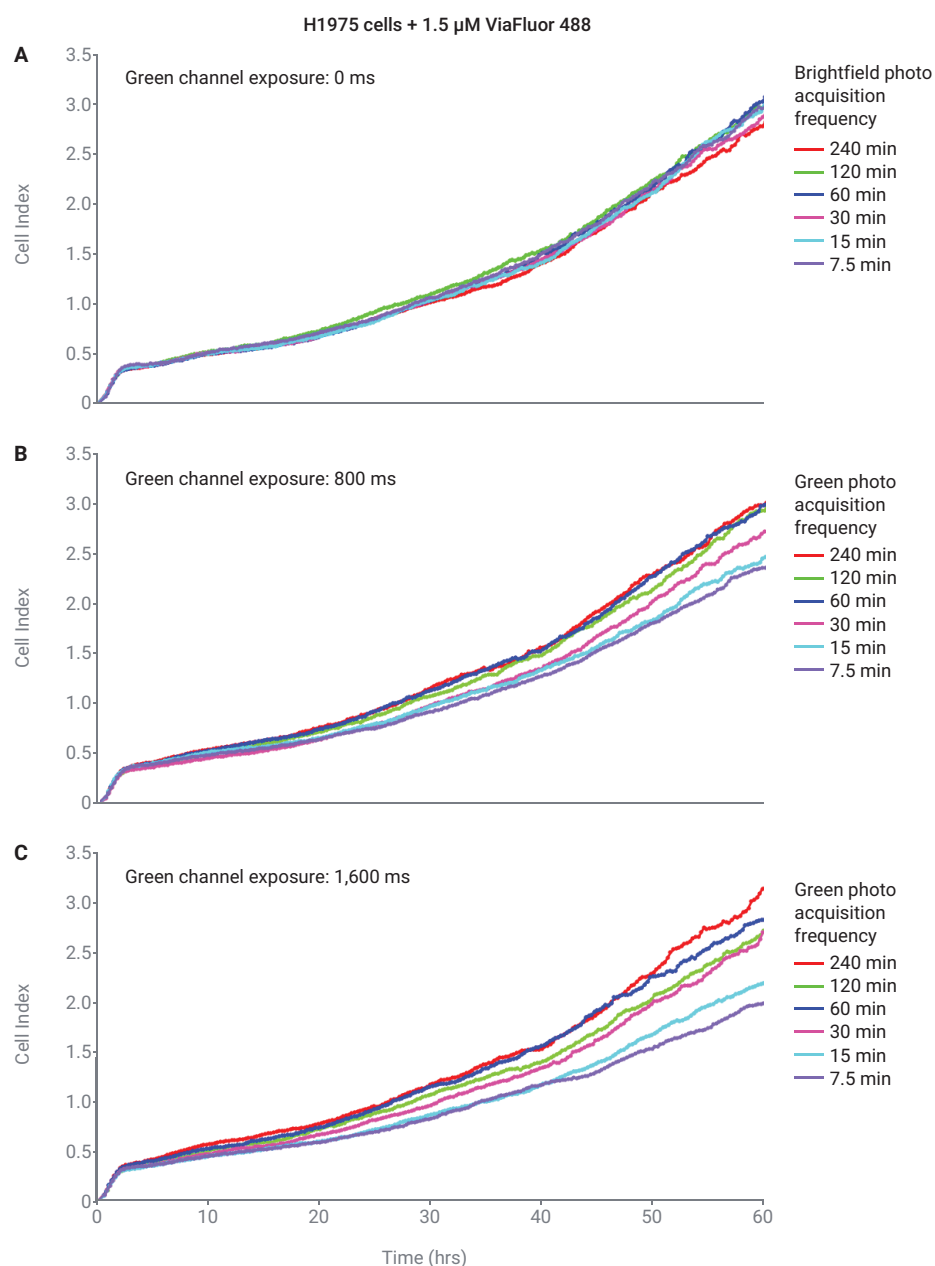 H1975 cells + 1.5 µM ViaFluor 488
A
Green channel exposure: 0 ms
Cell Index
3.5
3.0
2.5
2.0
1.5
1.0
0.5
0
Brightfield photo
acquisition
frequency
240 min
120 min
60 min
30 min
15 min
7.5 min
B
Green channel exposure: 800 ms
Cell Index
3.5
3.0
2.5
2.0
1.5
1.0
0.5
0
Green photo
acquisition
frequency
240 min
120 min
60 min
30 min
15 min
7.5 min
C
Green channel exposure: 1,600 ms
Cell Index
3.5
3.0
2.5
2.0
1.5
1.0
0.5
0
Green photo
acquisition
frequency
240 min
120 min
60 min
30 min
15 min
7.5 min
0 10 20 30 40 50 60
Time (hrs)